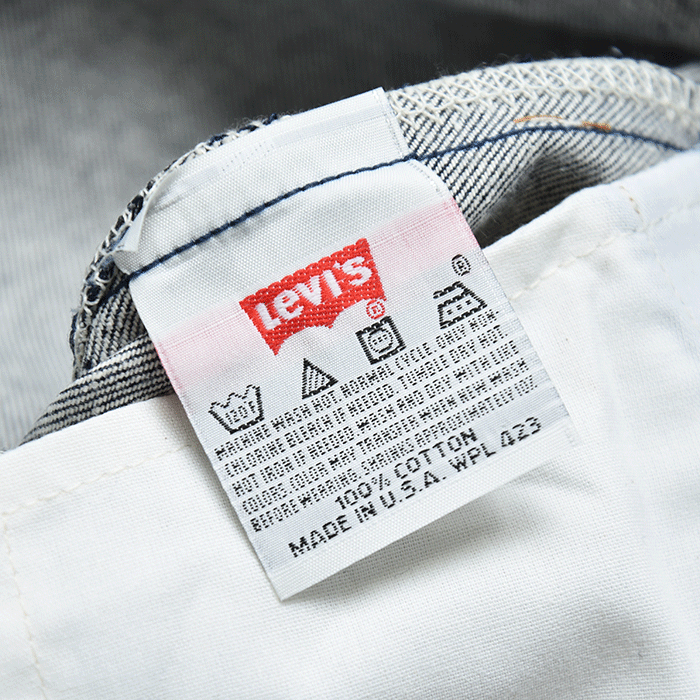 Levi's ®
®
120F
MACHINE WASH HOT. NORMAL CYCLE. ONLY NON-
CHLORINE BLEACH IF NEEDED. TUMBLE DRY HOT
HOT IRON IF NEEDED. WASH AND DRY WITH LIKE
COLORS. COLOR MAY TRANSFER WHEN NEW. WASH
BEFORE WEARING. SHRINKS APPROXIMATELY 10%
100% COTTON
MADE IN U.S.A. WPL 423